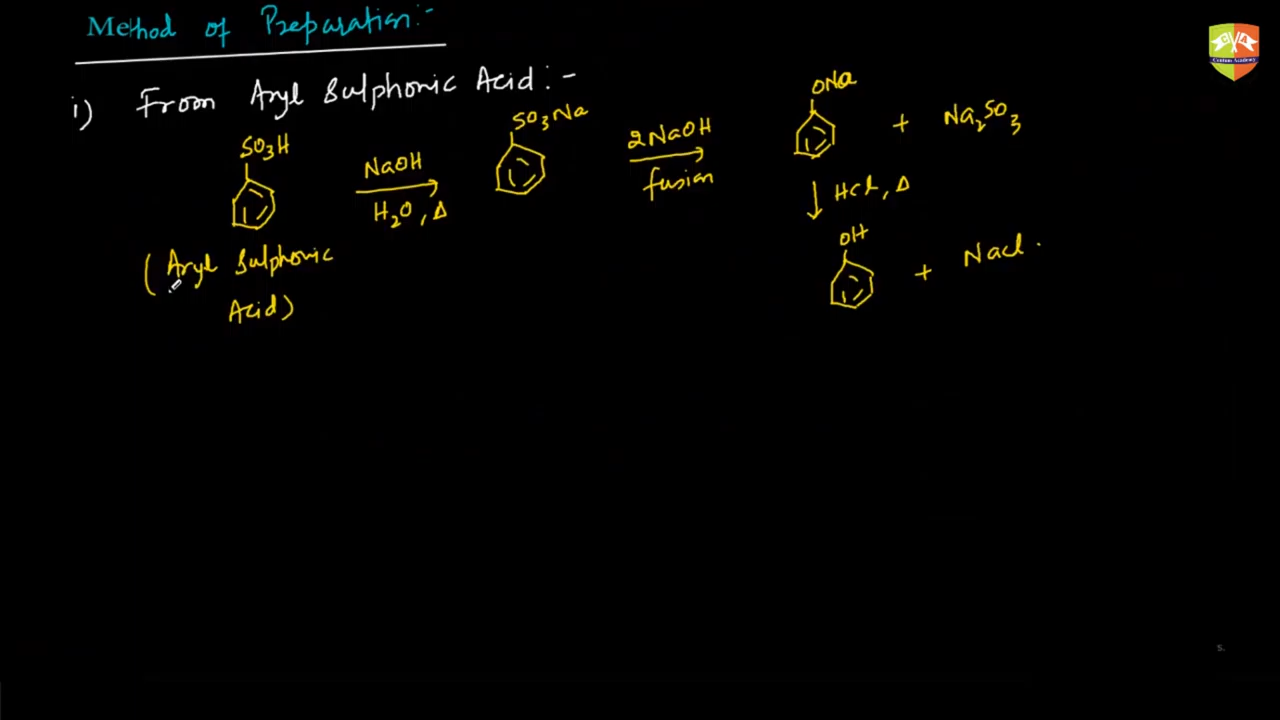 Method of Preparation:-
i) From Aryl Sulphonic Acid:-
SO3H
NaOH
H2O, Δ
SO3Na
2NaOH
fusion
ONa
+ Na2SO3
HCl, Δ
OH
+ NaCl.
(Aryl Sulphonic
Acid)
5.